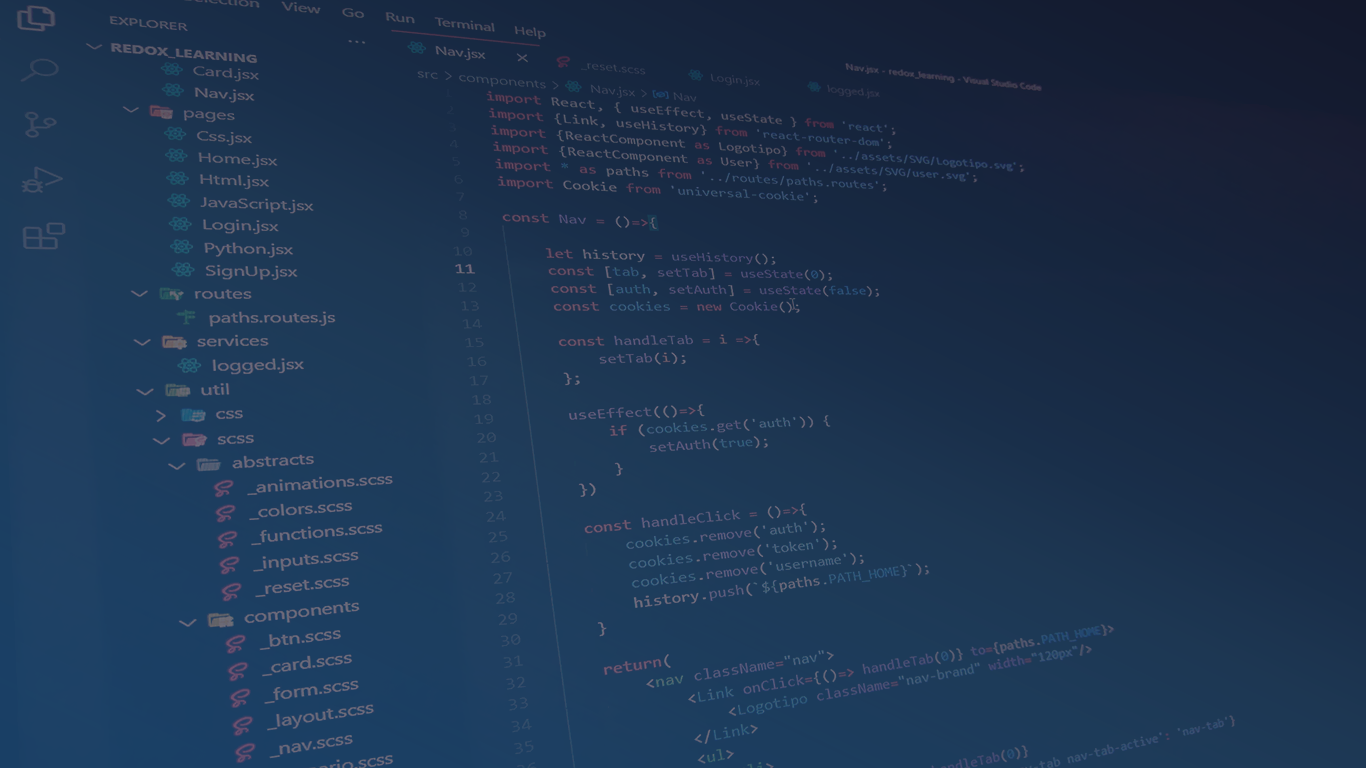 View Go Run Terminal Help
EXPLORER
...
REDOX_LEARNING
Card.jsx
Nav.jsx
pages
Css.jsx
Home.jsx
Html.jsx
JavaScript.jsx
Login.jsx
Python.jsx
SignUp.jsx
routes
paths.routes.js
services
logged.jsx
util
css
scss
abstracts
_animations.scss
_colors.scss
_functions.scss
_inputs.scss
_reset.scss
components
_btn.scss
_card.scss
_form.scss
_layout.scss
_nav.scss
Nav.jsx - redox_learning - Visual Studio Code
Nav.jsx _reset.scss Login.jsx logged.jsx
src > components > Nav.jsx > Nav
import React, { useEffect, useState } from 'react';
import {Link, useHistory} from 'react-router-dom';
import {ReactComponent as Logotipo} from '../assets/SVG/Logotipo.svg';
4 import {ReactComponent as User} from '../assets/SVG/user.svg';
5 import * as paths from '../routes/paths.routes';
6 import Cookie from 'universal-cookie';
7
8 const Nav = ()=>{
9
10 let history = useHistory();
11 const [tab, setTab] = useState(0);
12 const [auth, setAuth] = useState(false);
13 const cookies = new Cookie();
14
15 const handleTab = i =>{
16 setTab(i);
17 };
18
19 useEffect(()=>{
20 if (cookies.get('auth')) {
21 setAuth(true);
22 }
23 })
24
25 const handleClick = ()=>{
26 cookies.remove('auth');
27 cookies.remove('token');
28 cookies.remove('username');
29 history.push(`${paths.PATH_HOME}`);
30 }
31
32 return(
33 <nav className="nav">
34 <Link onClick={()=> handleTab(0)} to={paths.PATH_HOME}>
35 <Logotipo className="nav-brand" width="120px"/>
</Link>
<ul>
handleTab(0)}
nav-tab-active': 'nav-tab'}